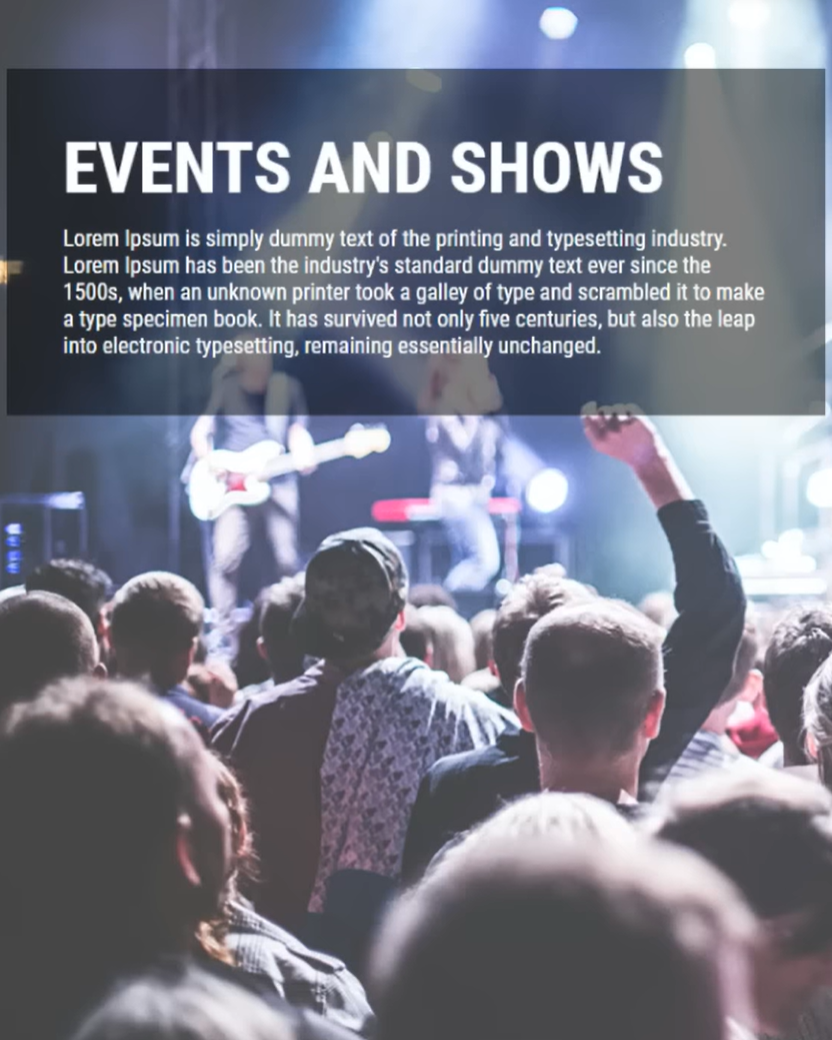 EVENTS AND SHOWS
Lorem Ipsum is simply dummy text of the printing and typesetting industry.
Lorem Ipsum has been the industry's standard dummy text ever since the
1500s, when an unknown printer took a galley of type and scrambled it to make
a type specimen book. It has survived not only five centuries, but also the leap
into electronic typesetting, remaining essentially unchanged.